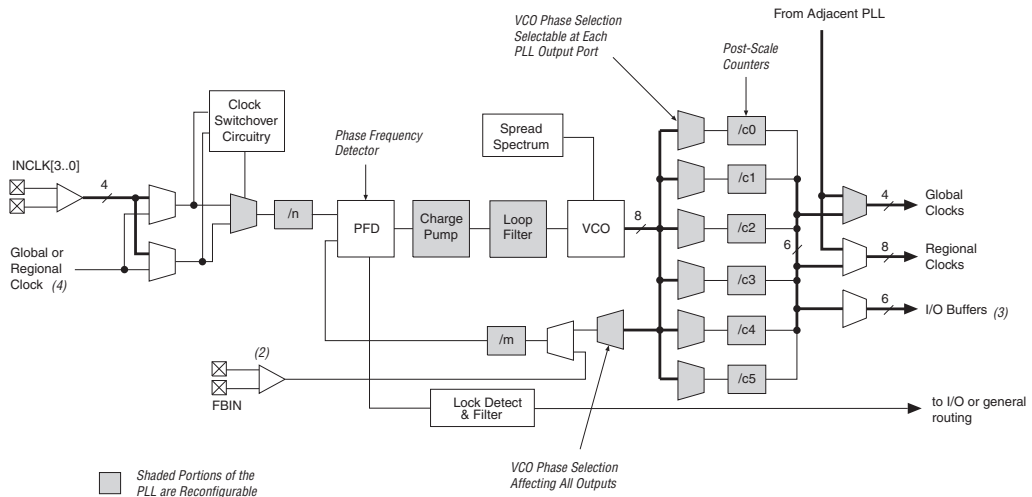 From Adjacent PLL
VCO Phase Selection
Selectable at Each
PLL Output Port
Post-Scale
Counters
Clock
Switchover
Circuitry
Phase Frequency
Detector
Spread
Spectrum
INCLK[3..0]
4
/n
PFD
Charge
Pump
Loop
Filter
VCO
8
/c0
/c1
/c2
6
/c3
/c4
/c5
4
Global
Clocks
8
Regional
Clocks
6
I/O Buffers (3)
Global or
Regional
Clock (4)
/m
(2)
FBIN
Lock Detect
& Filter
to I/O or general
routing
VCO Phase Selection
Affecting All Outputs
Shaded Portions of the
PLL are Reconfigurable